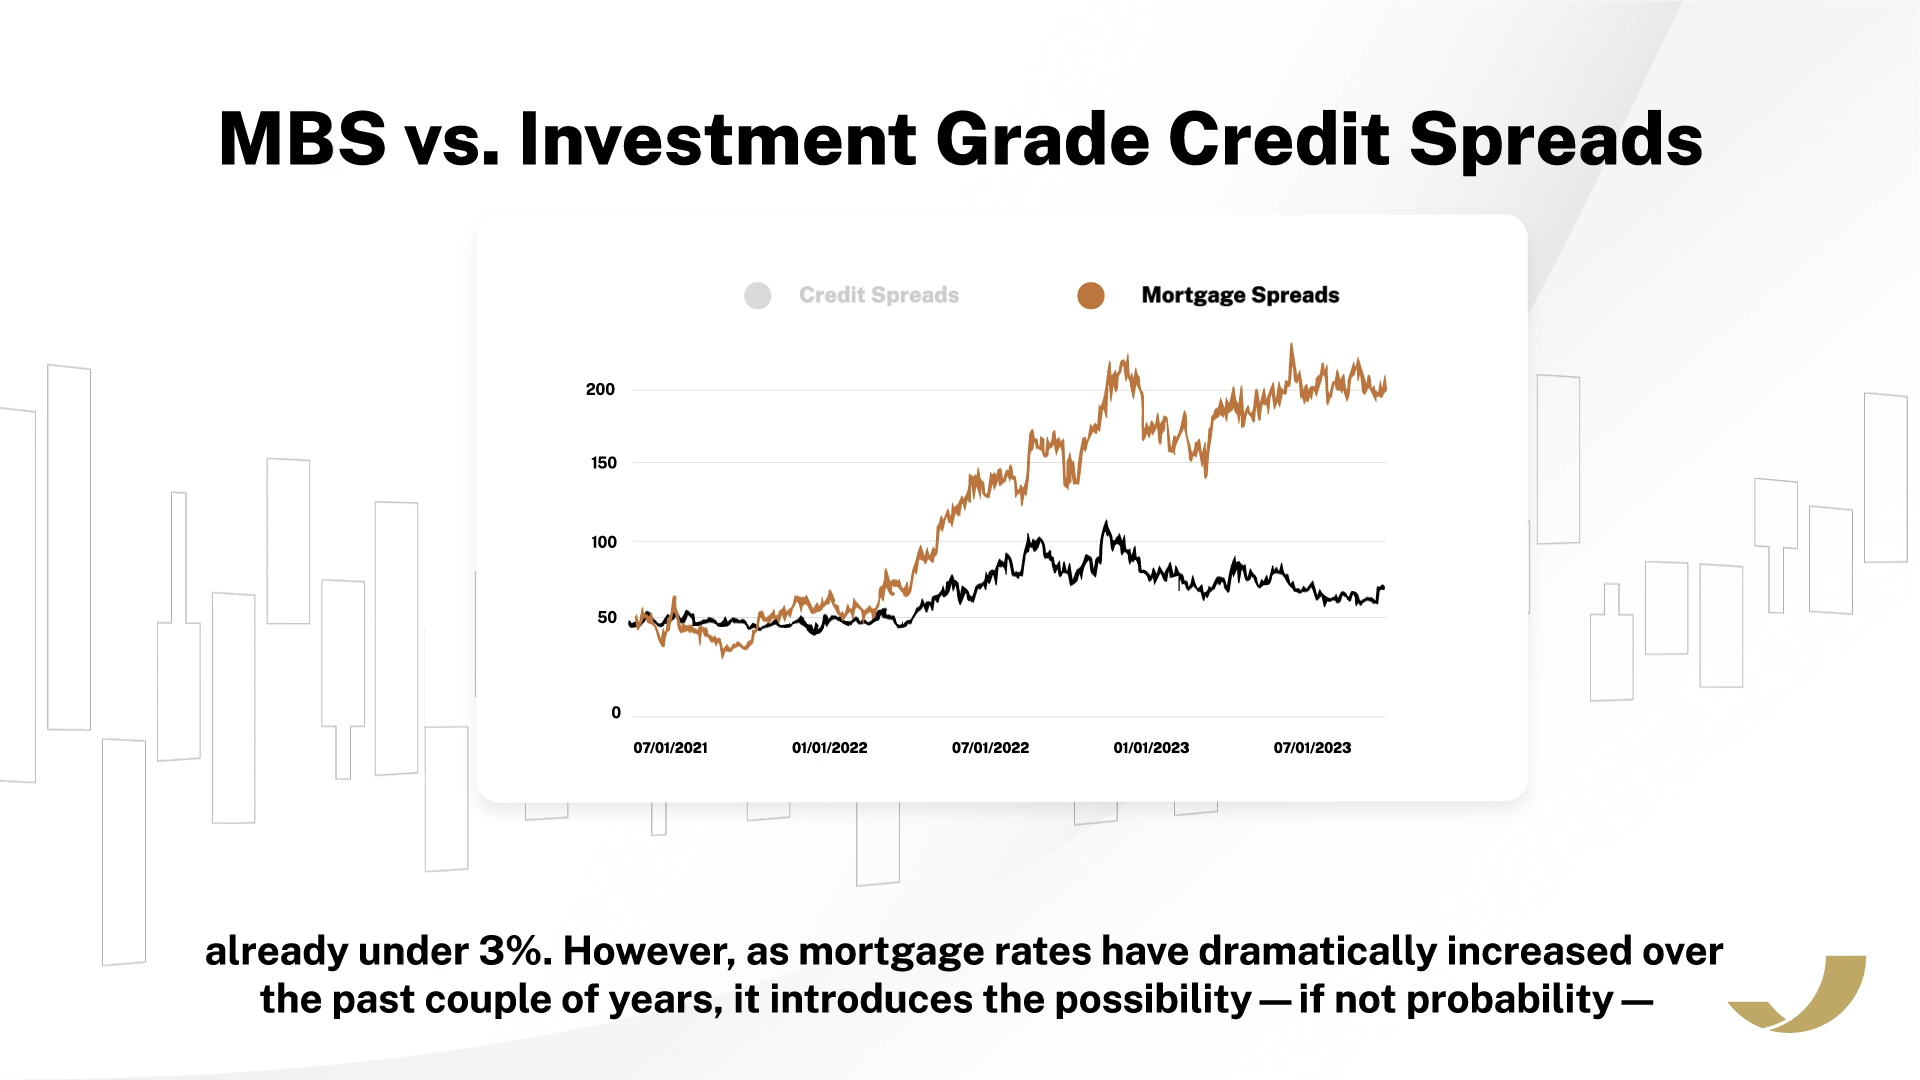 MBS vs. Investment Grade Credit Spreads
Credit Spreads
Mortgage Spreads
200
150
100
50
0
07/01/2021
01/01/2022
07/01/2022
01/01/2023
07/01/2023
already under 3%. However, as mortgage rates have dramatically increased over
the past couple of years, it introduces the possibility — if not probability —